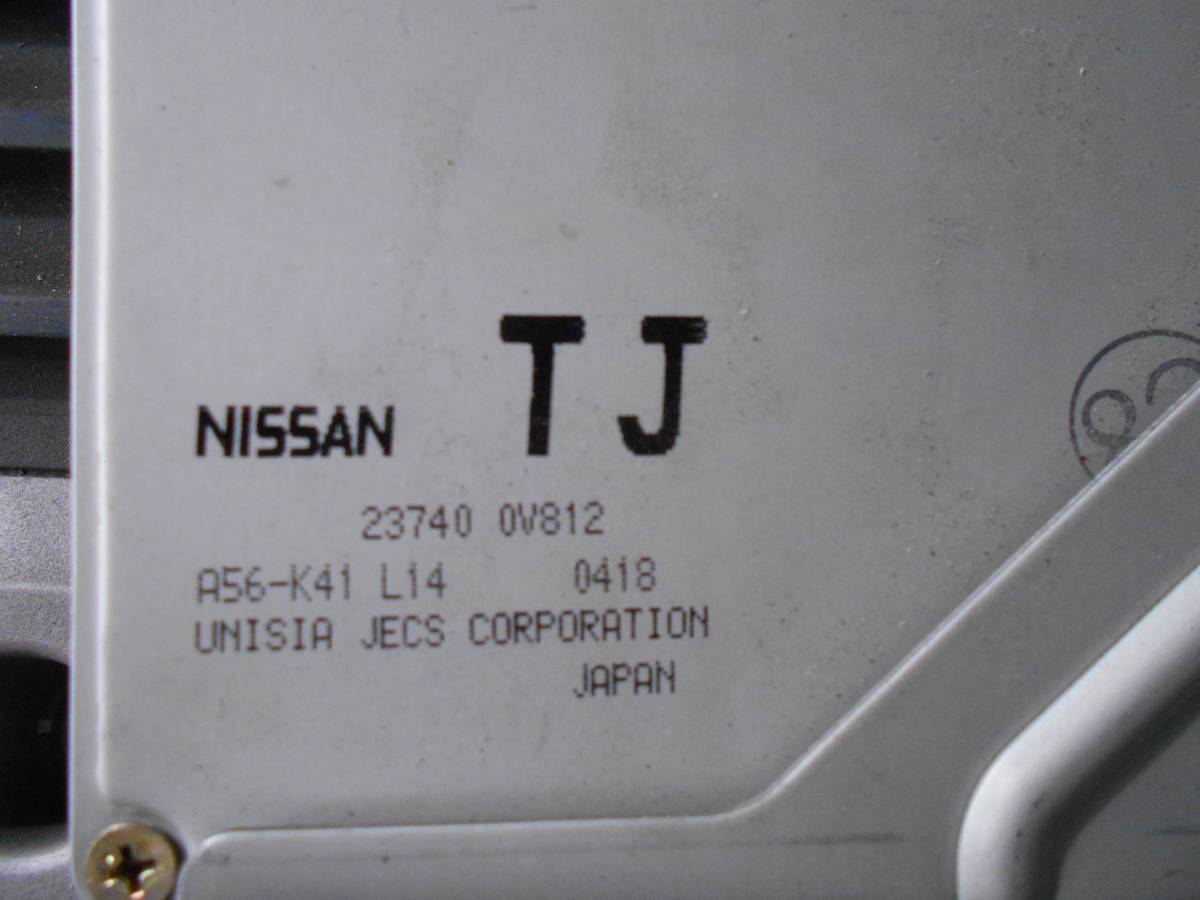 TJ
NISSAN
23740 0V812
A56-K41 L14 0418
UNISIA JECS CORPORATION
JAPAN